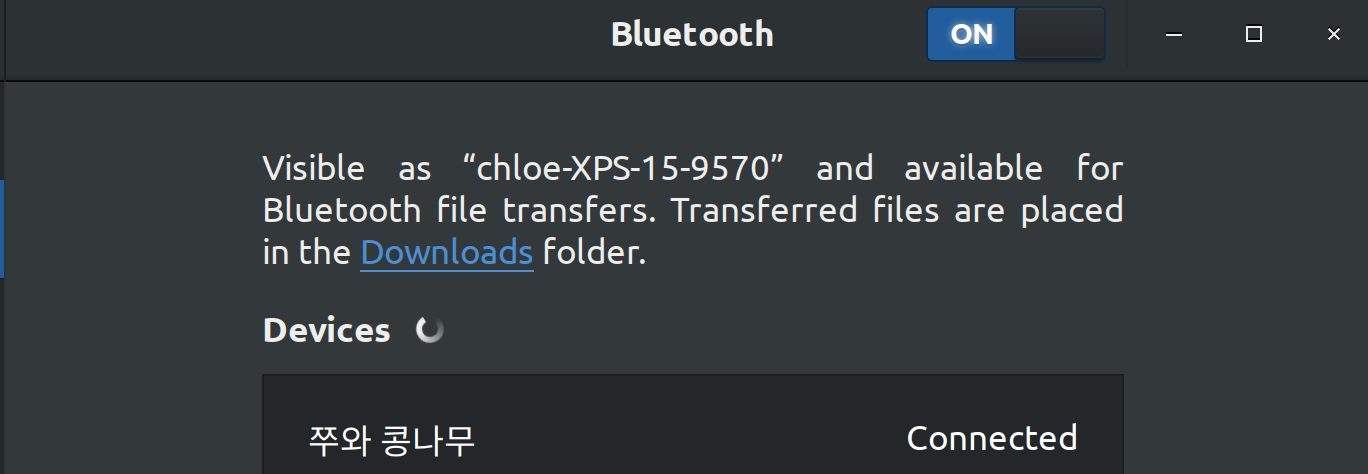 Bluetooth
ON
Visible as “chloe-XPS-15-9570” and available for
Bluetooth file transfers. Transferred files are placed
in the Downloads folder.
Devices
쭈와 콩나무
Connected